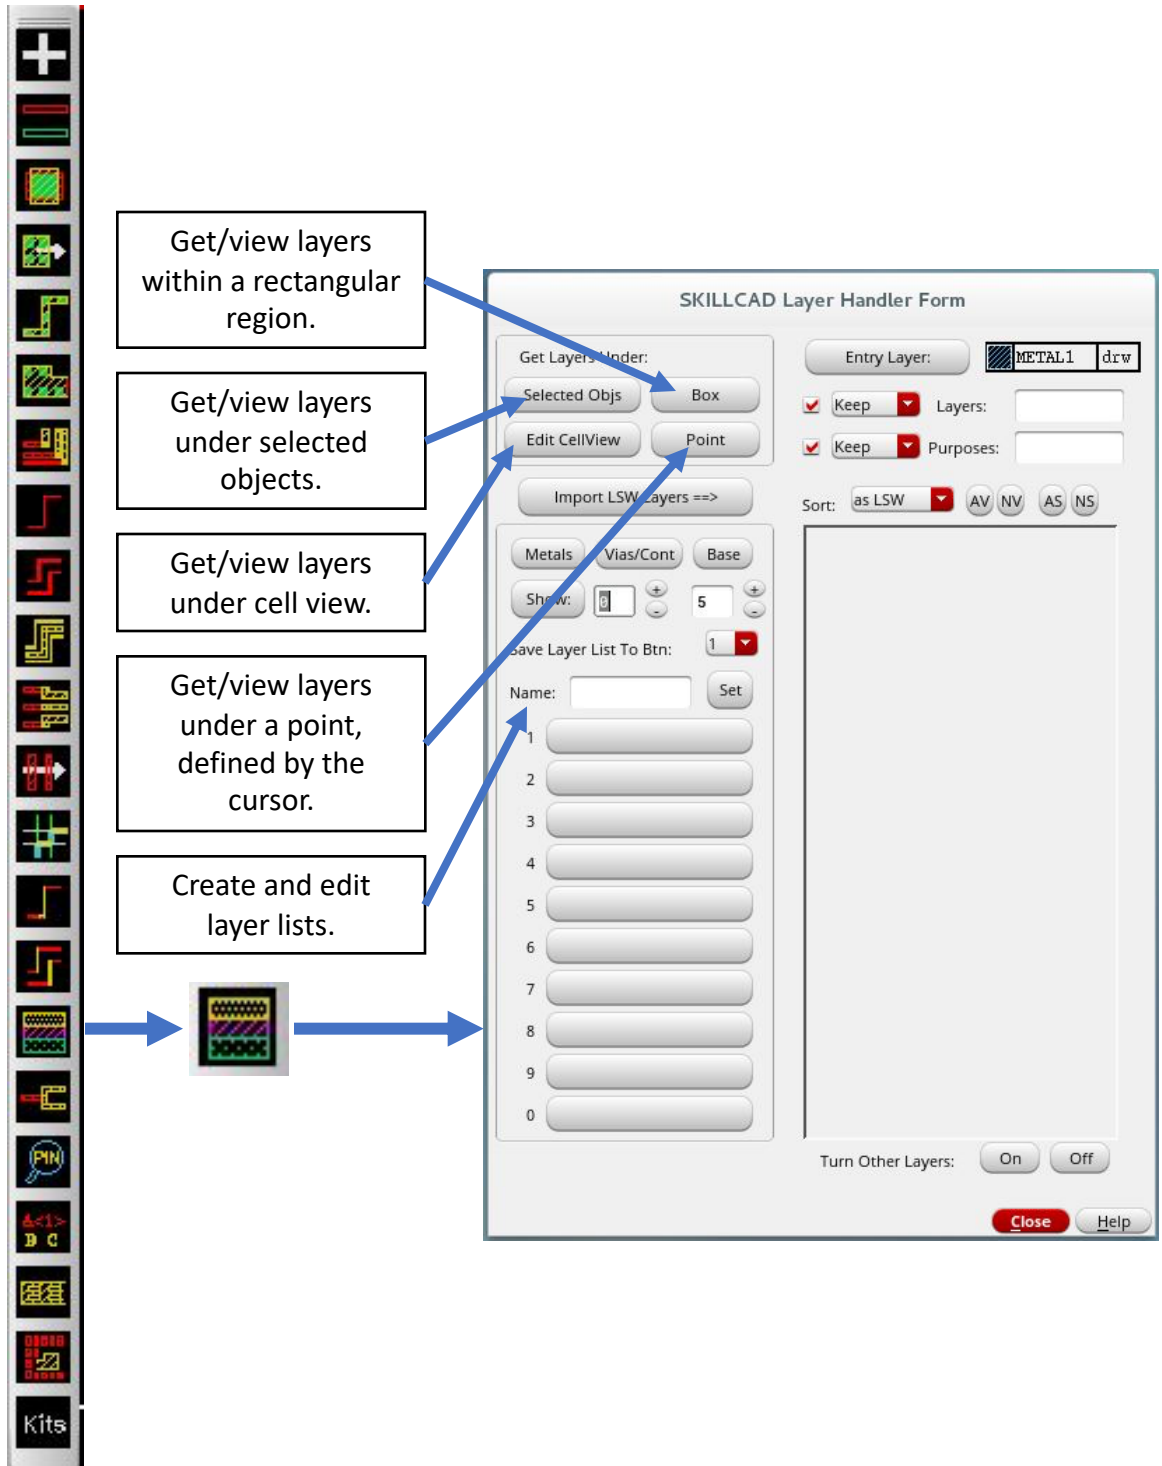 Get/view layers
within a rectangular
region.
Get/view layers
under selected
objects.
Get/view layers
under cell view.
Get/view layers
under a point,
defined by the
cursor.
Create and edit
layer lists.
PIN
A<1>
B C
Kits
SKILLCAD Layer Handler Form
Get Layers Under:
Selected Objs
Box
Edit CellView
Point
Import LSW Layers ==>
Metals
Vias/Cont
Base
Show:
0
+
-
5
+
-
Save Layer List To Btn:
1
Name:
Set
1
2
3
4
5
6
7
8
9
0
Entry Layer:
METAL1
drw
Keep
Layers:
Keep
Purposes:
Sort:
as LSW
AV
NV
AS
NS
Turn Other Layers:
On
Off
Close
Help